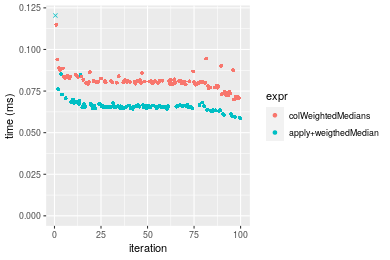 0.125
0.100
0.075
0.050
0.025
0.000
time (ms)
0 25 50 75 100
iteration
expr
colWeightedMedians
apply+weigthedMedian